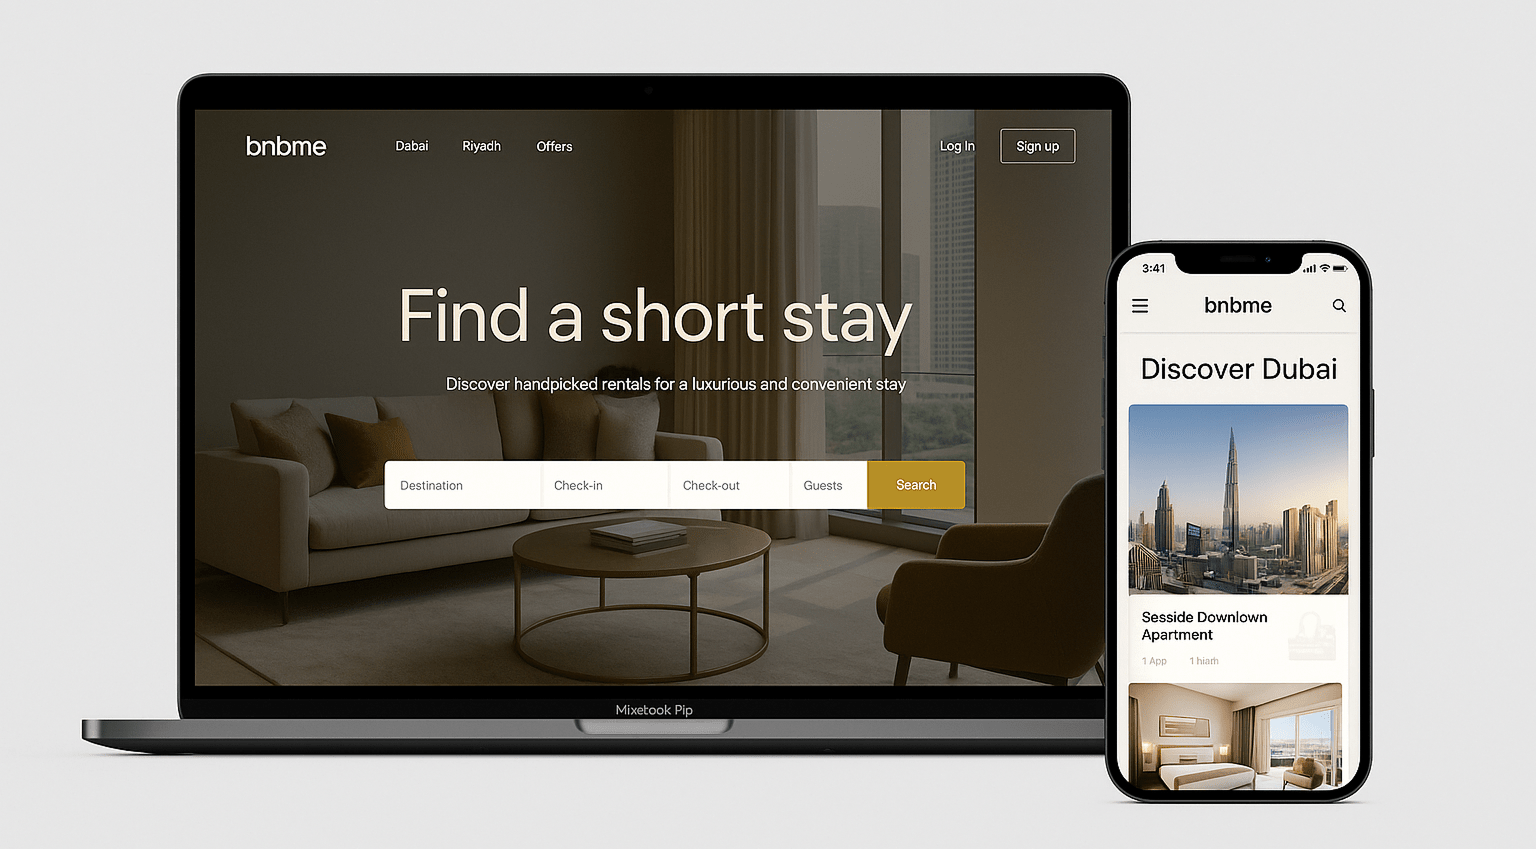 bnbme
Dabai
Riyadh
Offers
Log In
Sign up
Find a short stay
Discover handpicked rentals for a luxurious and convenient stay
Destination
Check-in
Check-out
Guests
Search
Mixetook Pip
3:41
bnbme
Discover Dubai
Sesside Downlown
Apartment
1 App
1 hiarh